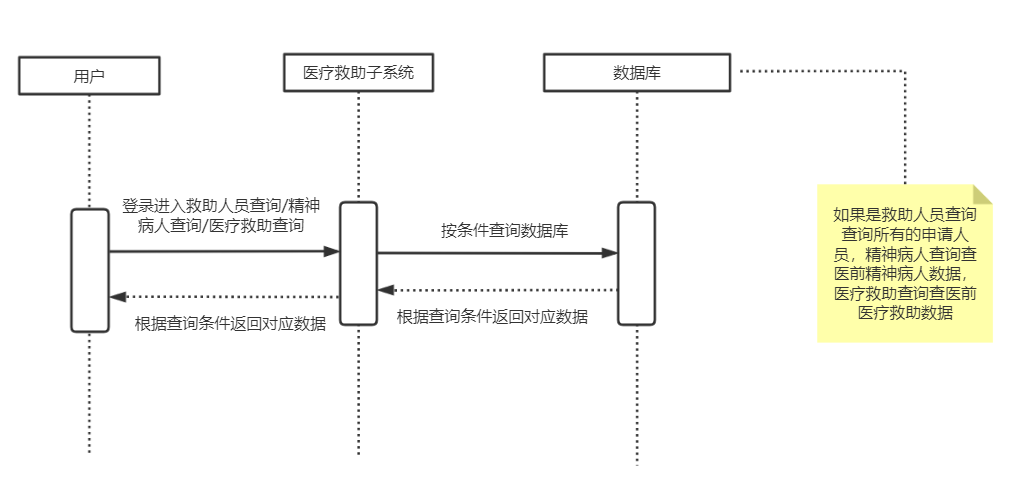 用户
医疗救助子系统
数据库
登录进入救助人员查询/精神
病人查询/医疗救助查询
按条件查询数据库
根据查询条件返回对应数据
根据查询条件返回对应数据
如果是救助人员查询
查询所有的申请人
员，精神病人查询查
医前精神病人数据，
医疗救助查询查医前
医疗救助数据